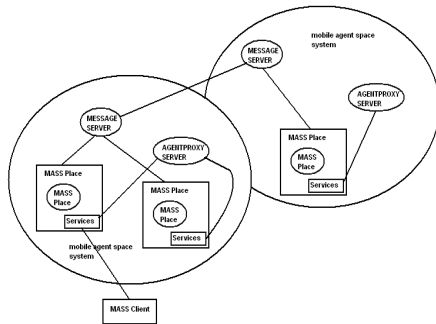 mobile agent space
system
MESSAGE
SERVER
AGENTPROXY
SERVER
MASS Place
MASS
Place
Services
MESSAGE
SERVER
AGENTPROXY
SERVER
MASS Place
MASS
Place
Services
MASS Place
MASS
Place
Services
mobile agent space
system
MASS Client